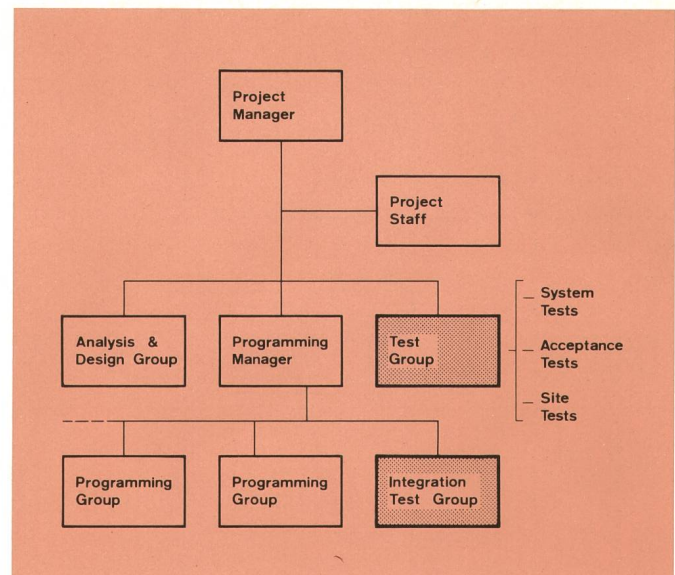 Project
Manager
Project
Staff
Analysis &
Design Group
Programming
Manager
Test
Group
System
Tests
Acceptance
Tests
Site
Tests
Programming
Group
Programming
Group
Integration
Test Group